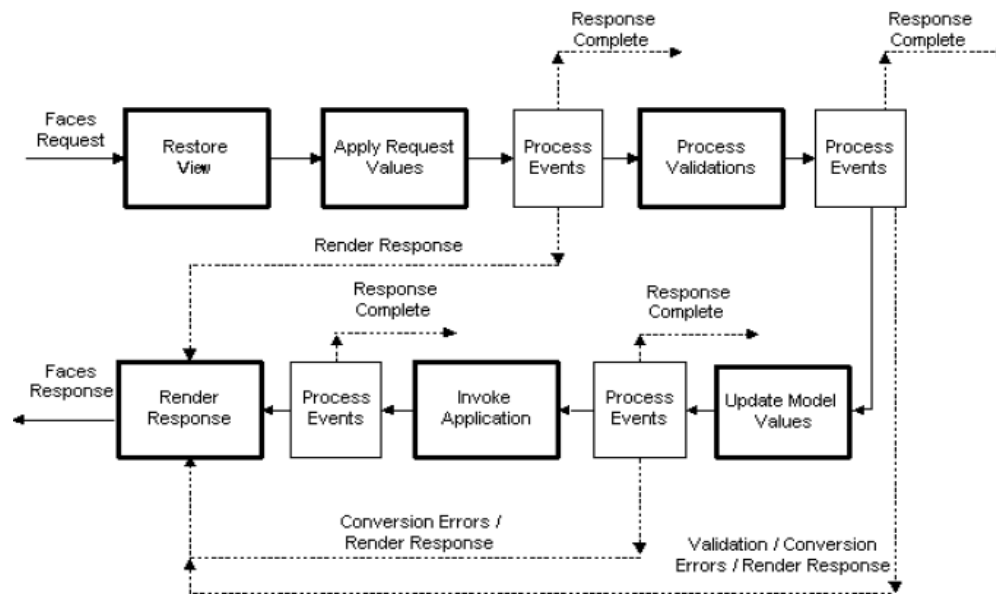 Response
Complete
Response
Complete
Faces
Request
Restore
View
Apply Request
Values
Process
Events
Process
Validations
Process
Events
Render Response
Response
Complete
Response
Complete
Faces
Response
Render
Response
Process
Events
Invoke
Application
Process
Events
Update Model
Values
Conversion Errors /
Render Response
Validation / Conversion
Errors / Render Response